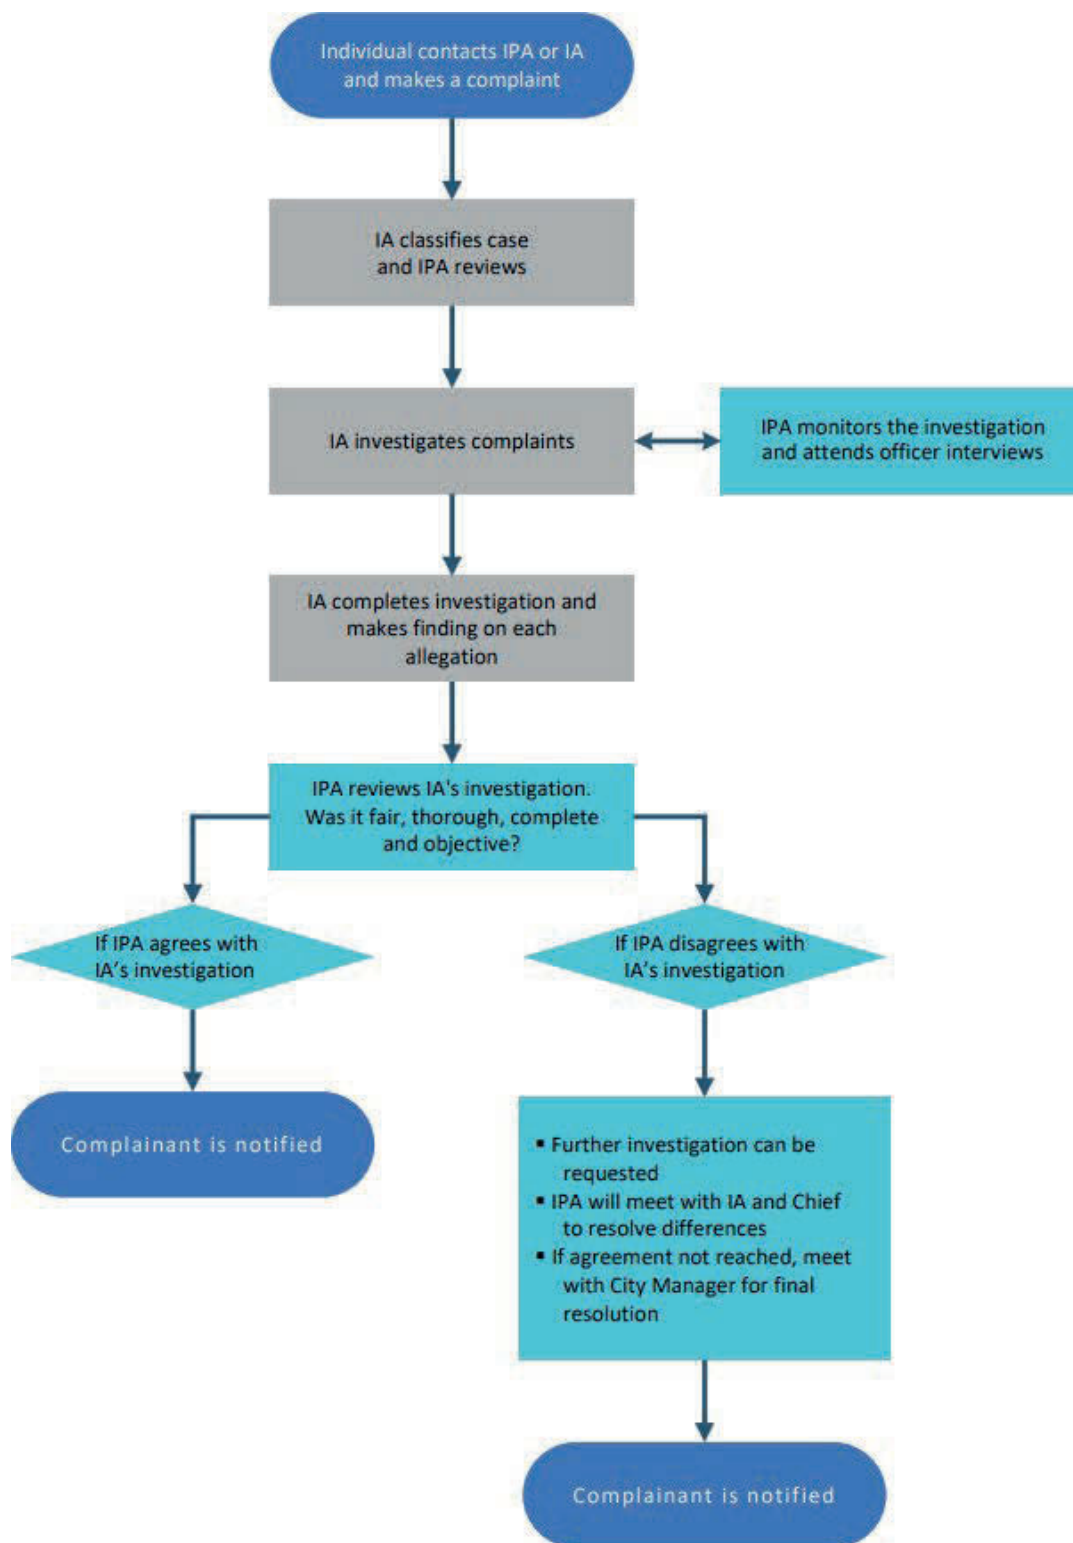 Individual contacts IPA or IA
and makes a complaint
IA classifies case
and IPA reviews
IA investigates complaints
IPA monitors the investigation
and attends officer interviews
IA completes investigation and
makes finding on each
allegation
IPA reviews IA's investigation.
Was it fair, thorough, complete
and objective?
If IPA agrees with
IA’s investigation
If IPA disagrees with
IA’s investigation
Complainant is notified
▪ Further investigation can be
requested
▪ IPA will meet with IA and Chief
to resolve differences
▪ If agreement not reached, meet
with City Manager for final
resolution
Complainant is notified